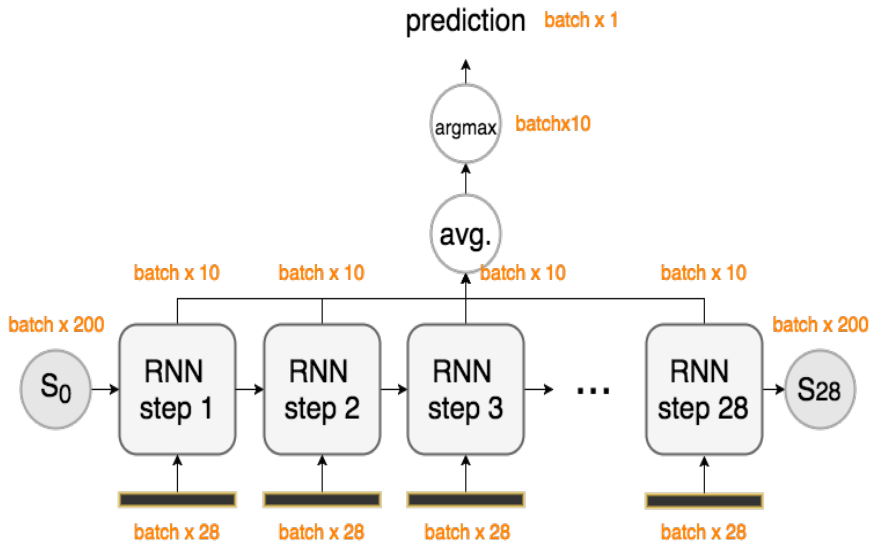 prediction batch x 1
argmax batchx10
avg.
batch x 10 batch x 10 batch x 10 batch x 10
batch x 200 batch x 200
S0 RNN step 1 RNN step 2 RNN step 3 ... RNN step 28 S28
batch x 28 batch x 28 batch x 28 batch x 28